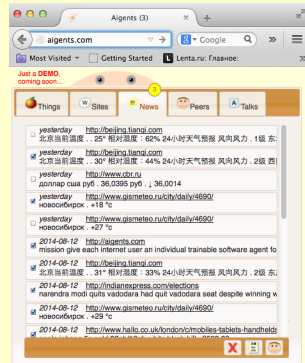 Aigents (3)
aigents.com
Google
Most Visited
Getting Started
Lenta.ru: Главное:
Just a DEMO,
coming soon...
3
Things
W Sites
News
Peers
A Talks
yesterday http://beijing.tianqi.com
北京当前温度 . . 25° 相对湿度：62% 24小时天气预报 风向风力 . 1级 东
yesterday http://beijing.tianqi.com
北京当前温度 . . 30° 相对湿度：44% 24小时天气预报 风向风力 . 2级 西
yesterday http://www.cbr.ru
доллар сша руб . 36,0395 руб . ↓ 36,0014
yesterday http://www.gismeteo.ru/city/daily/4690/
новосибирск . +18 °c
yesterday http://www.gismeteo.ru/city/daily/4690/
новосибирск . +27 °c
2014-08-12 http://aigents.com
mission give each internet user an individual trainable software agent fo
2014-08-12 http://beijing.tianqi.com
北京当前温度 . . 31° 相对湿度：33% 24小时天气预报 风向风力 . 2级 东
2014-08-12 http://indianexpress.com/elections
narendra modi quits vadodara had quit vadodara seat despite winning w
2014-08-12 http://www.gismeteo.ru/city/daily/4690/
новосибирск . +29 °c
2014-08-12 http://www.hallo.co.uk/london/c/mobiles-tablets-handhelds